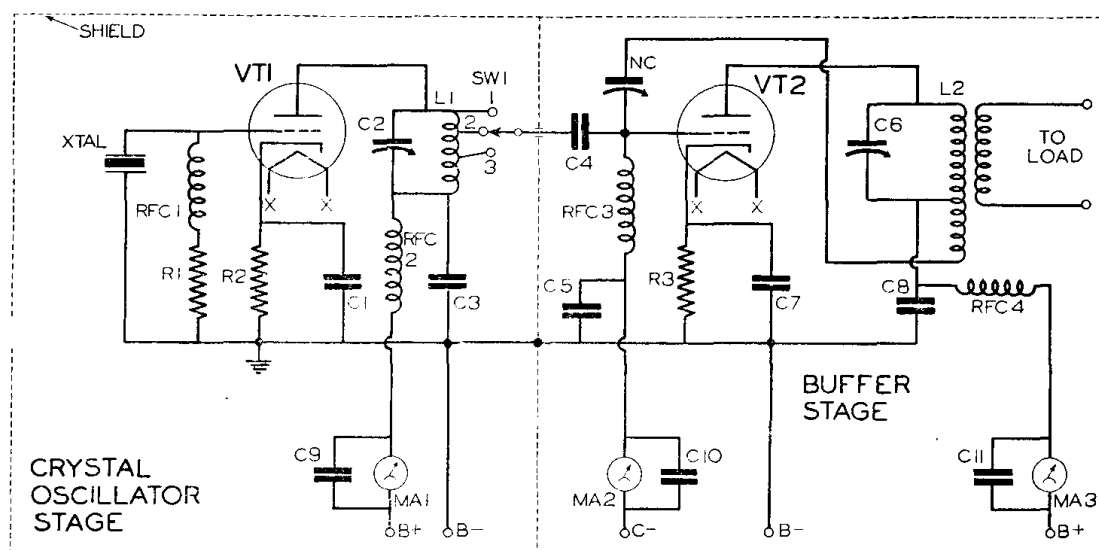 SHIELD
VT1
L1
SW1
1
2
3
C2
XTAL
RFC1
R1
X X
R2
C1
RFC
2
C3
C9
MA1
B+
B-
CRYSTAL
OSCILLATOR
STAGE
NC
VT2
C4
RFC3
C5
X X
R3
C7
C6
L2
TO
LOAD
C8
RFC4
BUFFER
STAGE
MA2
C10
C-
B-
C11
MA3
B+